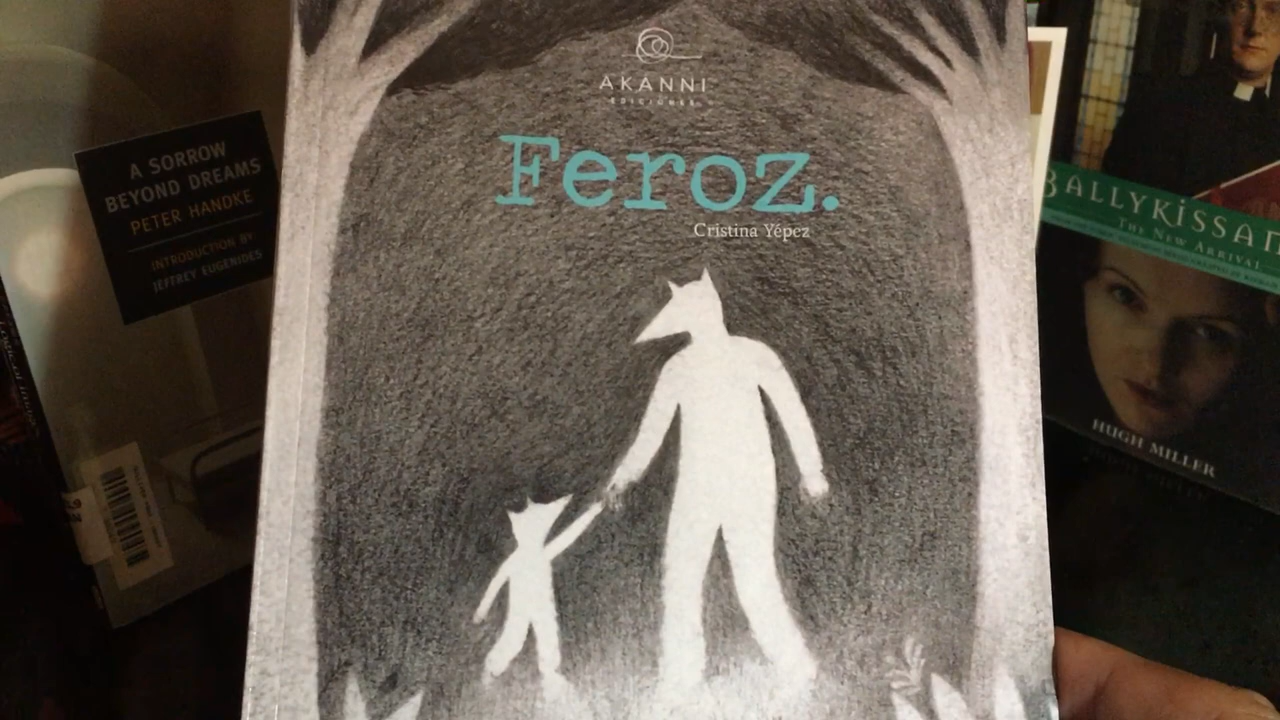 AKANNI
EDICIONES
Feroz.
Cristina Yépez
A SORROW
BEYOND DREAMS
PETER HANDKE
INTRODUCTION BY
JEFFREY EUGENIDES
BALLYKISSAN
THE NEW ARRIVAL
HUGH MILLER